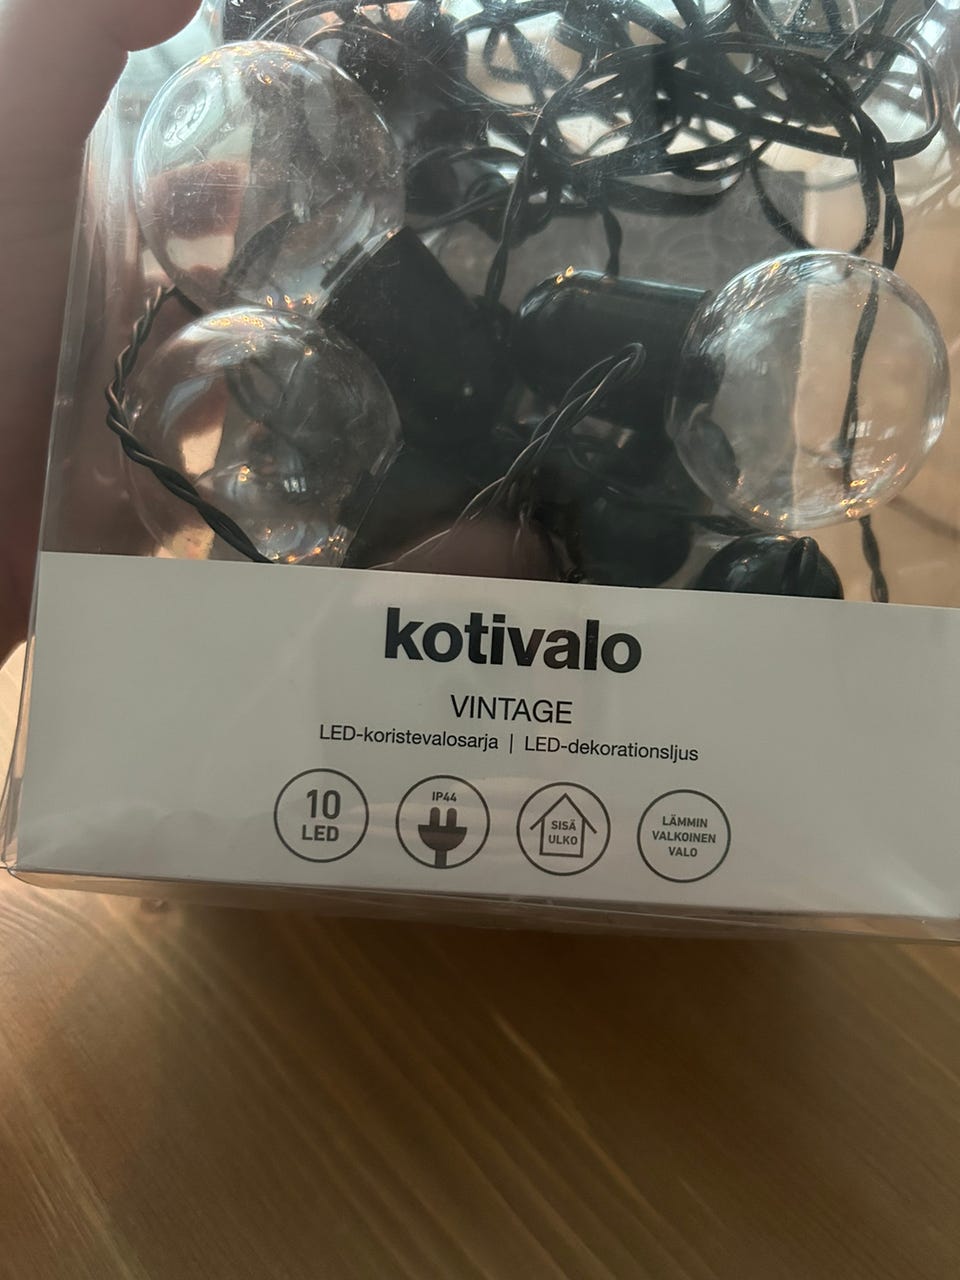 kotivalo
VINTAGE
LED-koristevalosarja | LED-dekorationsljus
10
LED
IP44
SISÄ
ULKO
LÄMMIN
VALKOINEN
VALO